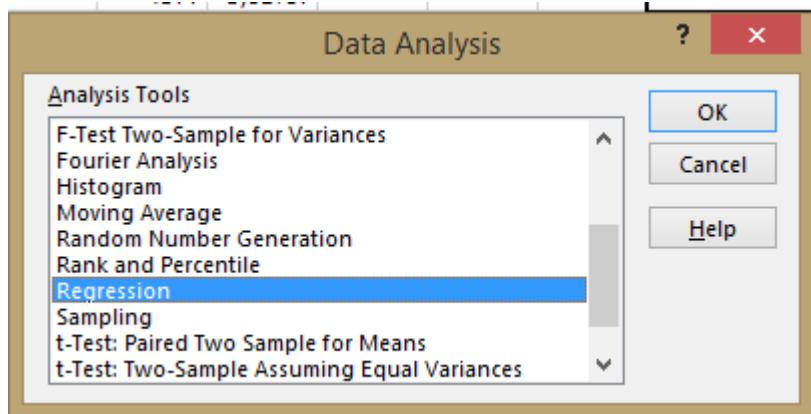 Data Analysis
?
×
Analysis Tools
F-Test Two-Sample for Variances
Fourier Analysis
Histogram
Moving Average
Random Number Generation
Rank and Percentile
Regression
Sampling
t-Test: Paired Two Sample for Means
t-Test: Two-Sample Assuming Equal Variances
OK
Cancel
Help